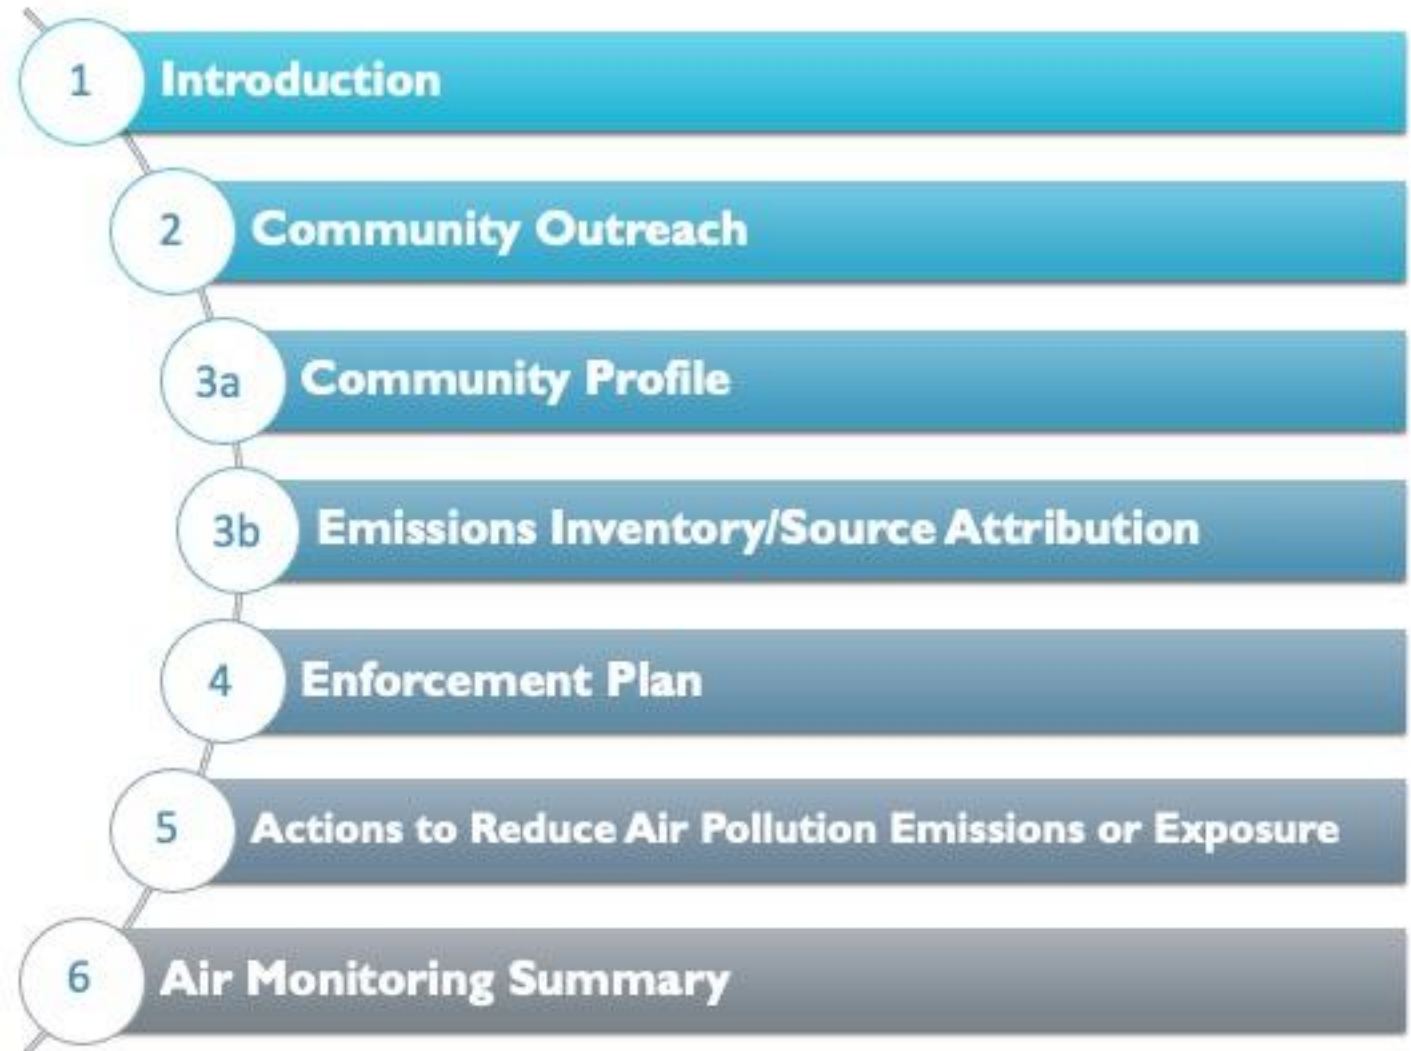 1 Introduction
2 Community Outreach
3a Community Profile
3b Emissions Inventory/Source Attribution
4 Enforcement Plan
5 Actions to Reduce Air Pollution Emissions or Exposure
6 Air Monitoring Summary